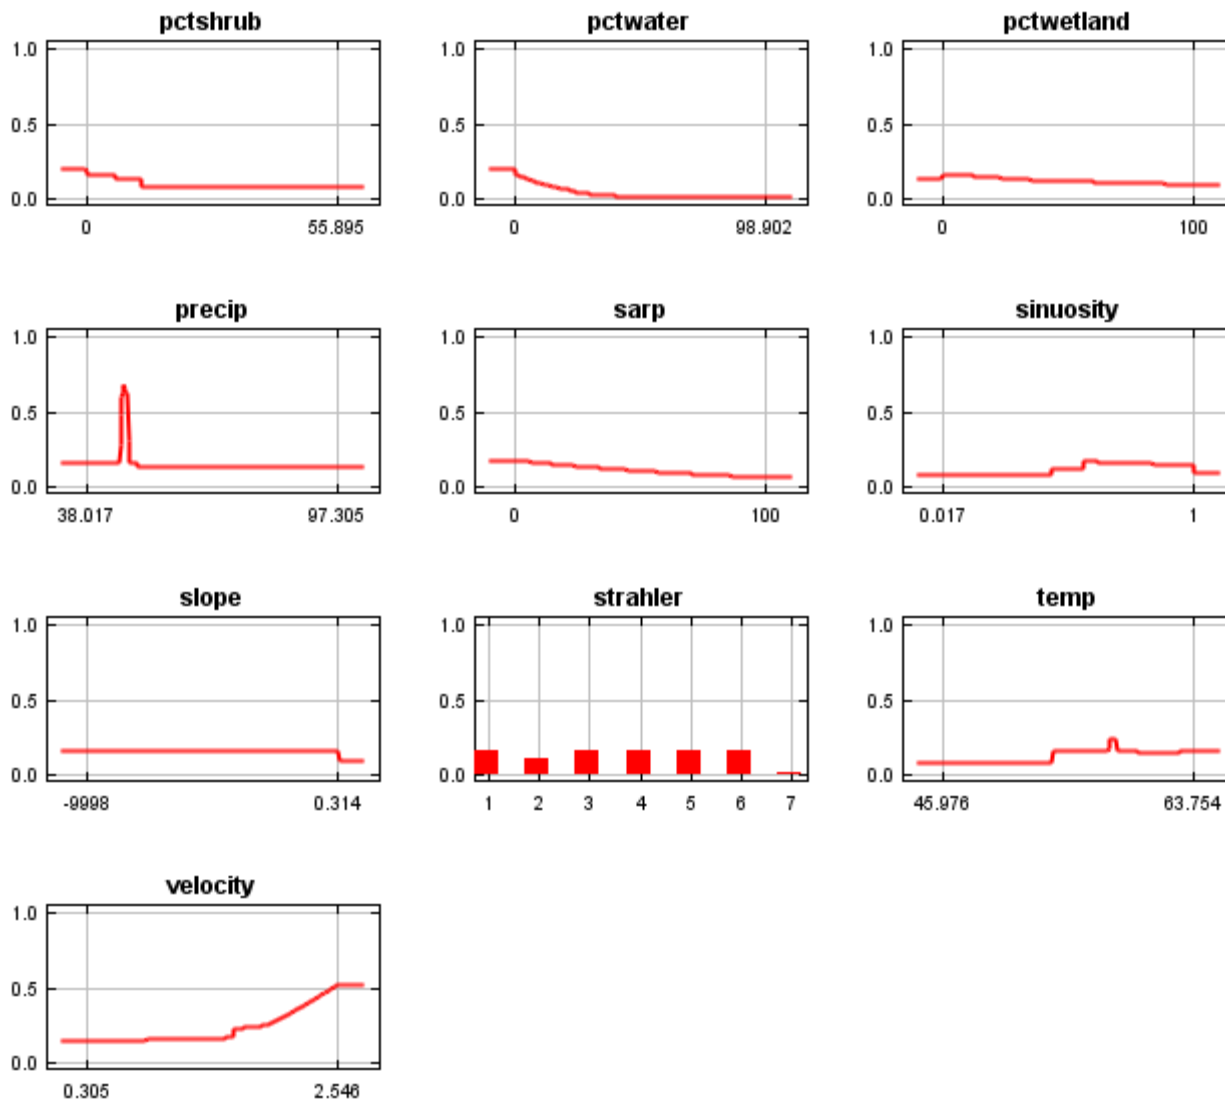 pctshrub pctwater pctwetland
1.0 1.0 1.0
0.5 0.5 0.5
0.0 0.0 0.0
0 55.895 0 98.902 0 100
precip sarp sinuosity
1.0 1.0 1.0
0.5 0.5 0.5
0.0 0.0 0.0
38.017 97.305 0 100 0.017 1
slope strahler temp
1.0 1.0 1.0
0.5 0.5 0.5
0.0 0.0 0.0
-9998 0.314 1 2 3 4 5 6 7 45.976 63.754
velocity
1.0
0.5
0.0
0.305 2.546